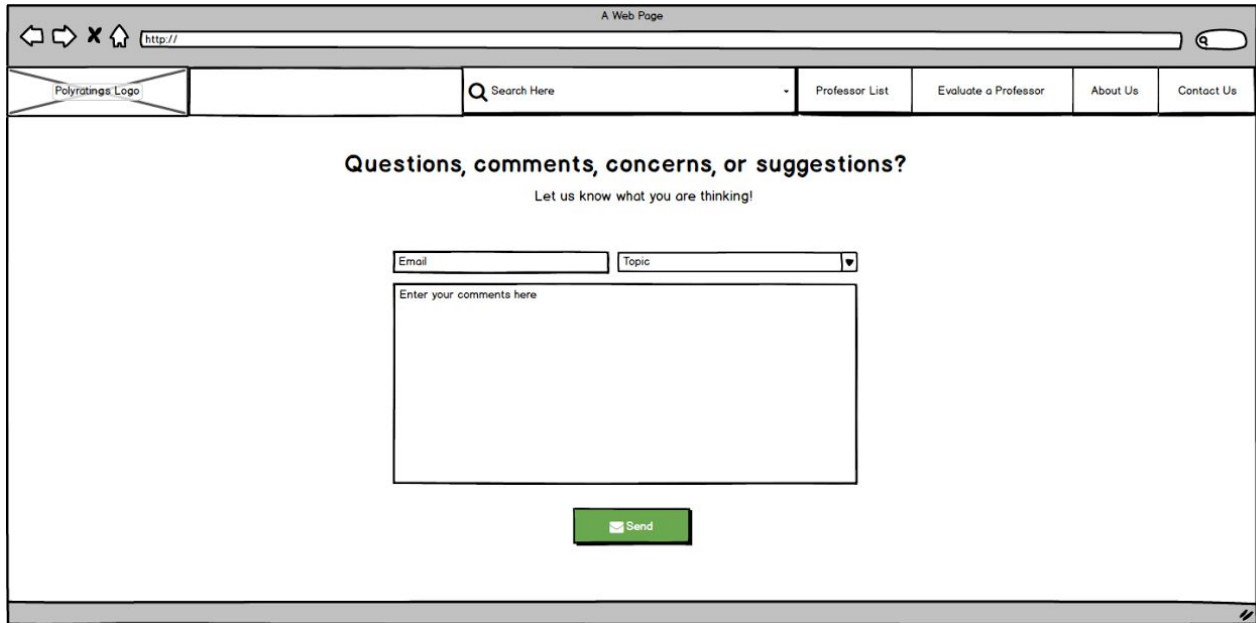 A Web Page
http://
Polyratings Logo
Search Here
Professor List
Evaluate a Professor
About Us
Contact Us
Questions, comments, concerns, or suggestions?
Let us know what you are thinking!
Email
Topic
Enter your comments here
Send